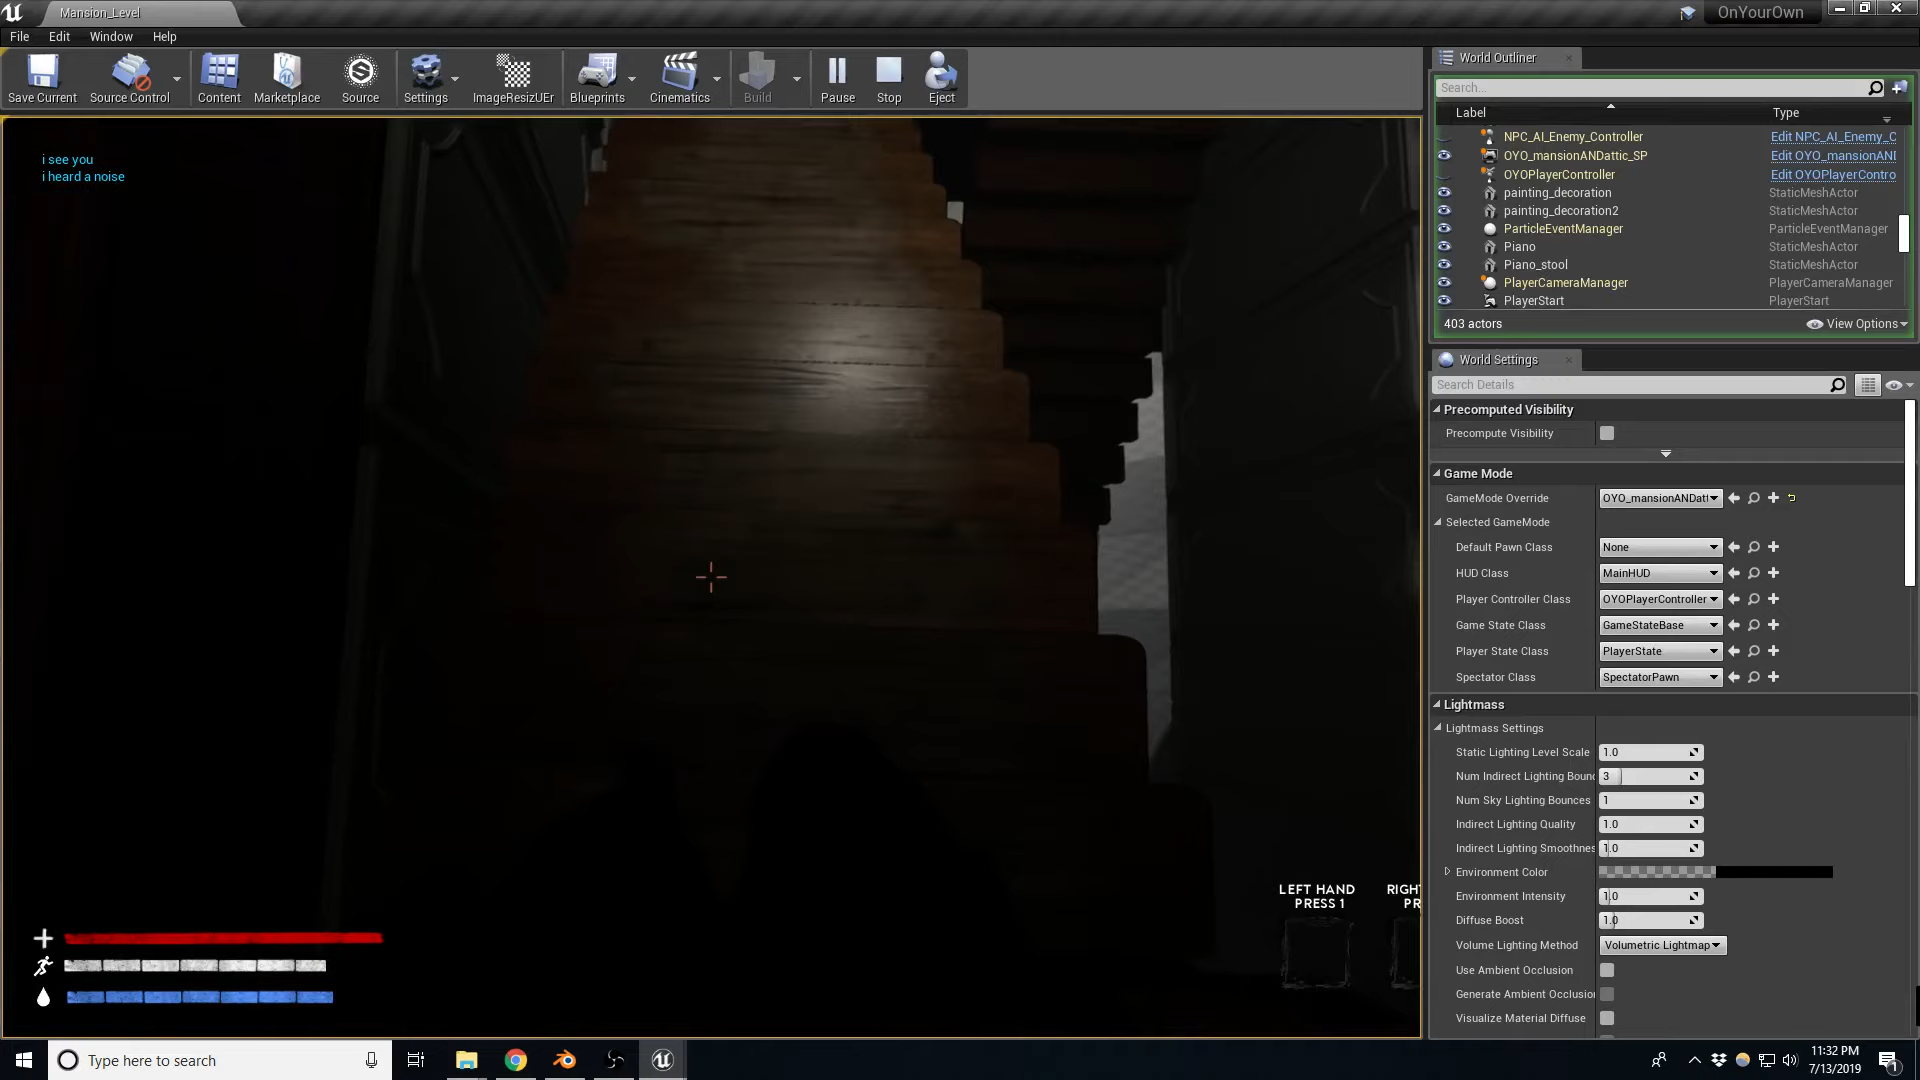 Mansion_Level
OnYourOwn
File Edit Window Help
Save Current
Source Control
Content
Marketplace
Source
Settings
ImageResizUEr
Blueprints
Cinematics
Build
Pause
Stop
Eject
i see you
i heard a noise
LEFT HAND
PRESS 1
RIGHT
PR
World Outliner
Search...
Label Type
NPC_AI_Enemy_Controller Edit NPC_AI_Enemy_C
OYO_mansionANDattic_SP Edit OYO_mansionANI
OYOPlayerController Edit OYOPlayerContro
painting_decoration StaticMeshActor
painting_decoration2 StaticMeshActor
ParticleEventManager ParticleEventManager
Piano StaticMeshActor
Piano_stool StaticMeshActor
PlayerCameraManager PlayerCameraManager
PlayerStart PlayerStart
403 actors View Options
World Settings
Search Details
Precomputed Visibility
Precompute Visibility
Game Mode
GameMode Override OYO_mansionANDatt
Selected GameMode
Default Pawn Class None
HUD Class MainHUD
Player Controller Class OYOPlayerController
Game State Class GameStateBase
Player State Class PlayerState
Spectator Class SpectatorPawn
Lightmass
Lightmass Settings
Static Lighting Level Scale 1.0
Num Indirect Lighting Boun 3
Num Sky Lighting Bounces 1
Indirect Lighting Quality 1.0
Indirect Lighting Smoothnes 1.0
Environment Color
Environment Intensity 1.0
Diffuse Boost 1.0
Volume Lighting Method Volumetric Lightmap
Use Ambient Occlusion
Generate Ambient Occlusion
Visualize Material Diffuse
Type here to search
11:32 PM
7/13/2019
1